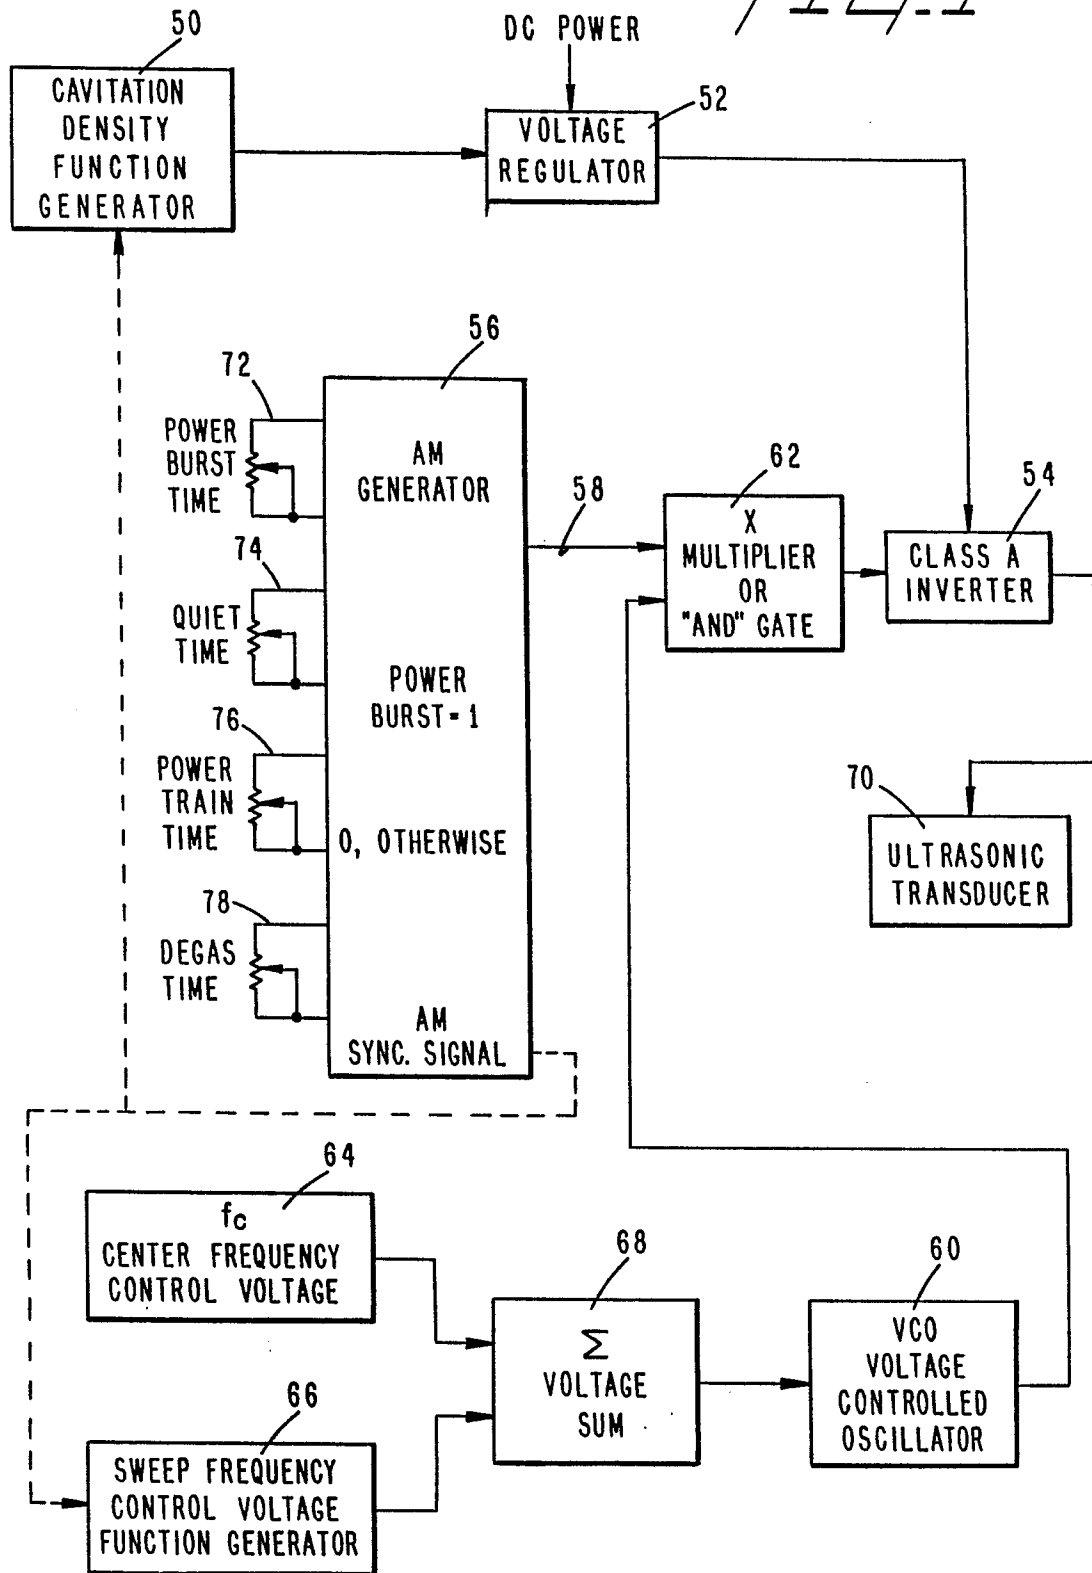 50
DC POWER
CAVITATION
DENSITY
FUNCTION
GENERATOR
52
VOLTAGE
REGULATOR
56
72
POWER
BURST
TIME
AM
GENERATOR
58
62
X
MULTIPLIER
OR
"AND" GATE
54
CLASS A
INVERTER
74
QUIET
TIME
POWER
BURST=1
76
POWER
TRAIN
TIME
0, OTHERWISE
70
ULTRASONIC
TRANSDUCER
78
DEGAS
TIME
AM
SYNC. SIGNAL
64
fc
CENTER FREQUENCY
CONTROL VOLTAGE
68
Σ
VOLTAGE
SUM
60
VCO
VOLTAGE
CONTROLLED
OSCILLATOR
66
SWEEP FREQUENCY
CONTROL VOLTAGE
FUNCTION GENERATOR